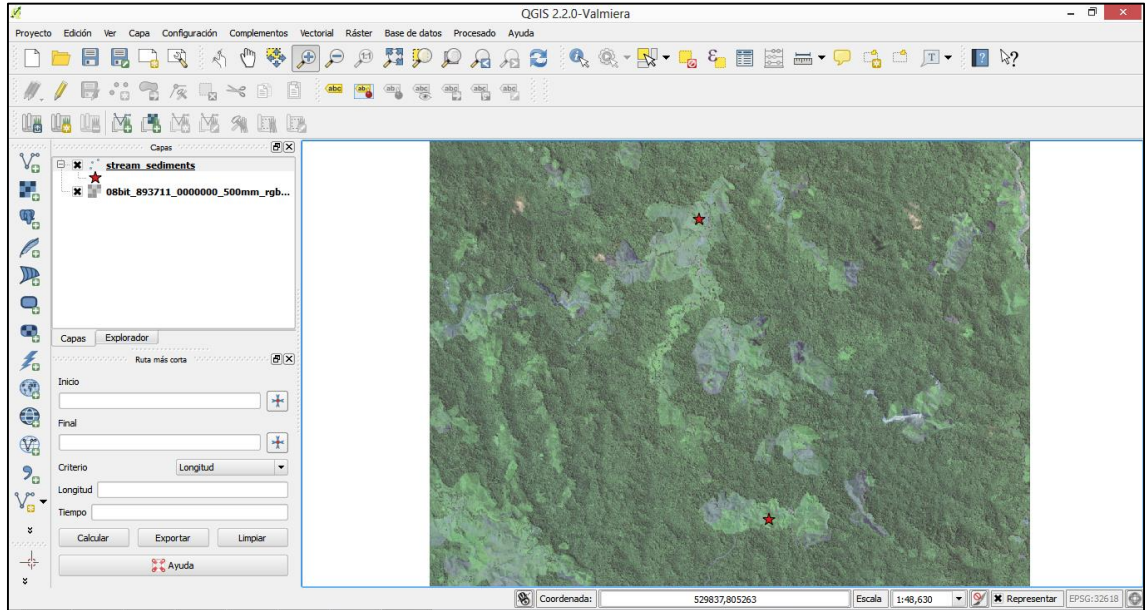 QGIS 2.2.0-Valmiera
Proyecto Edición Ver Capa Configuración Complementos Vectorial Ráster Base de datos Procesado Ayuda
Capas
stream_sediments
08bit_893711_0000000_500mm_rgb...
Capas Explorador
Ruta más corta
Inicio
Final
Criterio Longitud
Longitud
Tiempo
Calcular Exportar Limpiar
Ayuda
Coordenada: 529837,805263 Escala 1:48,630 Representar EPSG:32618